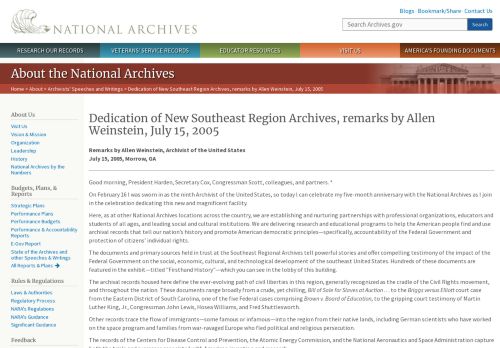 Blogs · Bookmark/Share · Contact Us
NATIONAL ARCHIVES
Search Archives.gov
Search
RESEARCH OUR RECORDS
VETERANS' SERVICE RECORDS
EDUCATOR RESOURCES
VISIT US
AMERICA'S FOUNDING DOCUMENTS
About the National Archives
Home > About > Archivists' Speeches and Writings > Dedication of New Southeast Region Archives, remarks by Allen Weinstein, July 15, 2005
About Us
Visit Us
Vision & Mission
Organization
Leadership
History
National Archives by the
Numbers
Budgets, Plans, &
Reports
Strategic Plans
Performance Plans
Performance Budgets
Performance & Accountability
Reports
E-Gov Report
State of the Archives and
other Speeches & Writings
All Reports & Plans
Rules & Regulations
Laws & Authorities
Regulatory Process
NARA's Regulations
NARA's Guidance
Significant Guidance
Feedback
Dedication of New Southeast Region Archives, remarks by Allen
Weinstein, July 15, 2005
Remarks by Allen Weinstein, Archivist of the United States
July 15, 2005, Morrow, GA
Good morning, President Harden, Secretary Cox, Congressman Scott, colleagues, and partners. *
On February 16 I was sworn in as the ninth Archivist of the United States, so today I can celebrate my five-month anniversary with the National Archives as I join
in the celebration dedicating this new and magnificent facility.
Here, as at other National Archives locations across the country, we are establishing and nurturing partnerships with professional organizations, educators and
students of all ages, and leading social and cultural institutions. We are delivering research and educational programs to help the American people find and use
archival records that tell our nation's history and promote American democratic principles—specifically, accountability of the Federal Government and
protection of citizens' individual rights.
The documents and primary sources held in trust at the Southeast Regional Archives tell powerful stories and offer compelling testimony of the impact of the
Federal Government on the social, economic, cultural, and technological development of the southeast United States. Hundreds of these documents are
featured in the exhibit—titled "Firsthand History"—which you can see in the lobby of this building.
The archival records housed here define the ever-evolving path of civil liberties in this region, generally recognized as the cradle of the Civil Rights movement,
and throughout the nation These documents range broadly from a crude, yet chilling, Bill of Sale for Slaves at Auction . . . to the Briggs versus Elliott court case
from the Eastern District of South Carolina, one of the five Federal cases comprising Brown v. Board of Education, to the gripping court testimony of Martin
Luther King, Jr., Congressman John Lewis, Hosea Williams, and Fred Shuttlesworth.
Other records trace the flow of immigrants—some famous or infamous—into the region from their native lands, including German scientists who have worked
on the space program and families from war-ravaged Europe who fled political and religious persecution.
The records of the Centers for Disease Control and Prevention, the Atomic Energy Commission, and the National Aeronautics and Space Administration capture